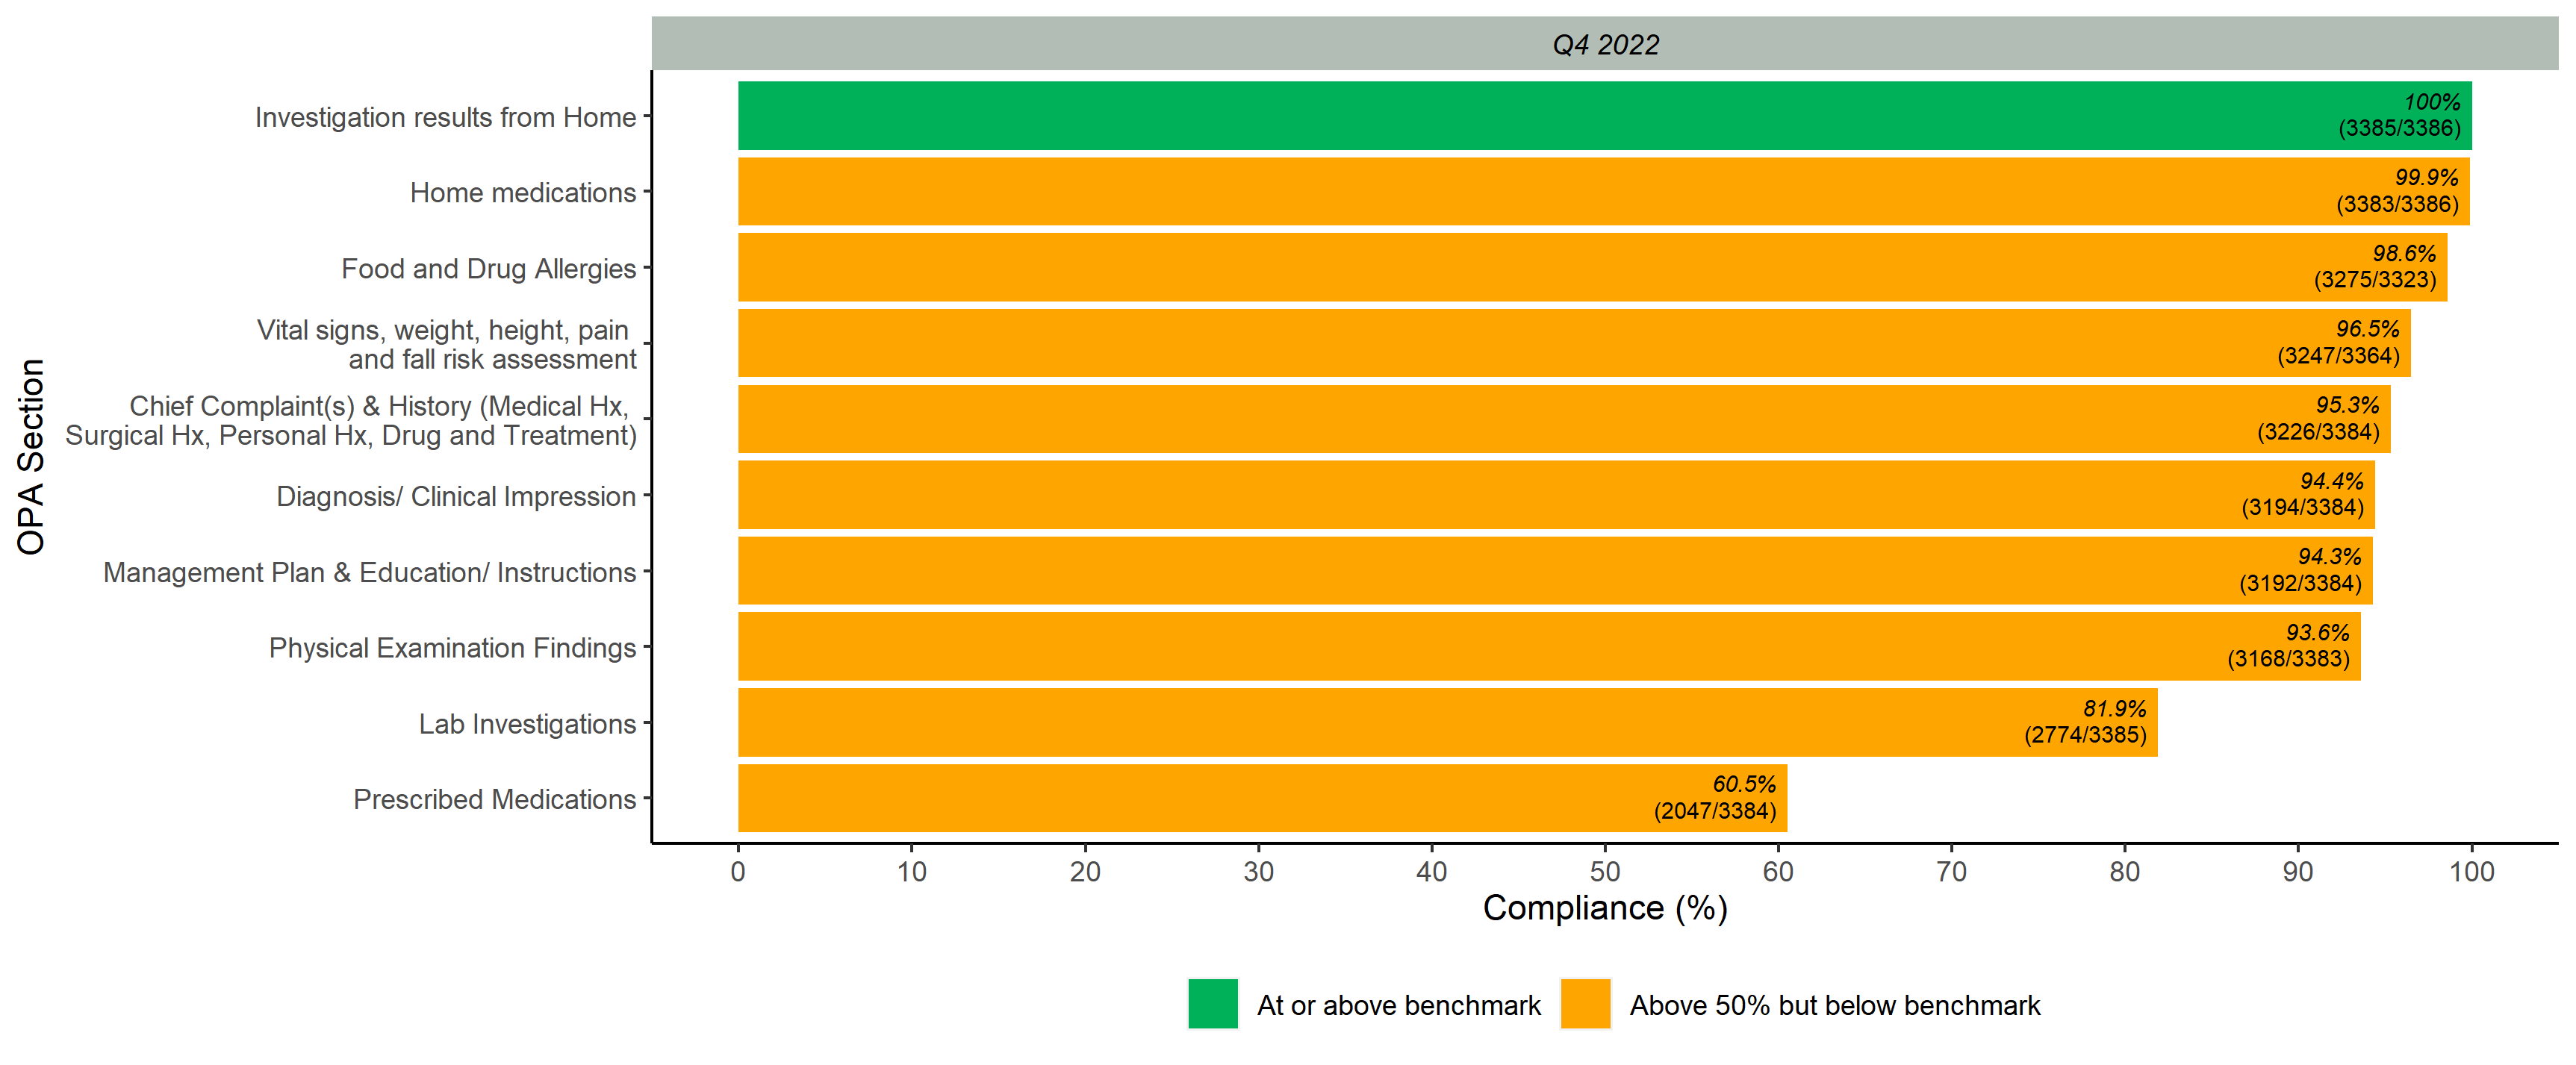 Q4 2022
OPA Section
Investigation results from Home
100%
(3385/3386)
Home medications
99.9%
(3383/3386)
Food and Drug Allergies
98.6%
(3275/3323)
Vital signs, weight, height, pain
and fall risk assessment
96.5%
(3247/3364)
Chief Complaint(s) & History (Medical Hx,
Surgical Hx, Personal Hx, Drug and Treatment)
95.3%
(3226/3384)
Diagnosis/ Clinical Impression
94.4%
(3194/3384)
Management Plan & Education/ Instructions
94.3%
(3192/3384)
Physical Examination Findings
93.6%
(3168/3383)
Lab Investigations
81.9%
(2774/3385)
Prescribed Medications
60.5%
(2047/3384)
0 10 20 30 40 50 60 70 80 90 100
Compliance (%)
At or above benchmark
Above 50% but below benchmark